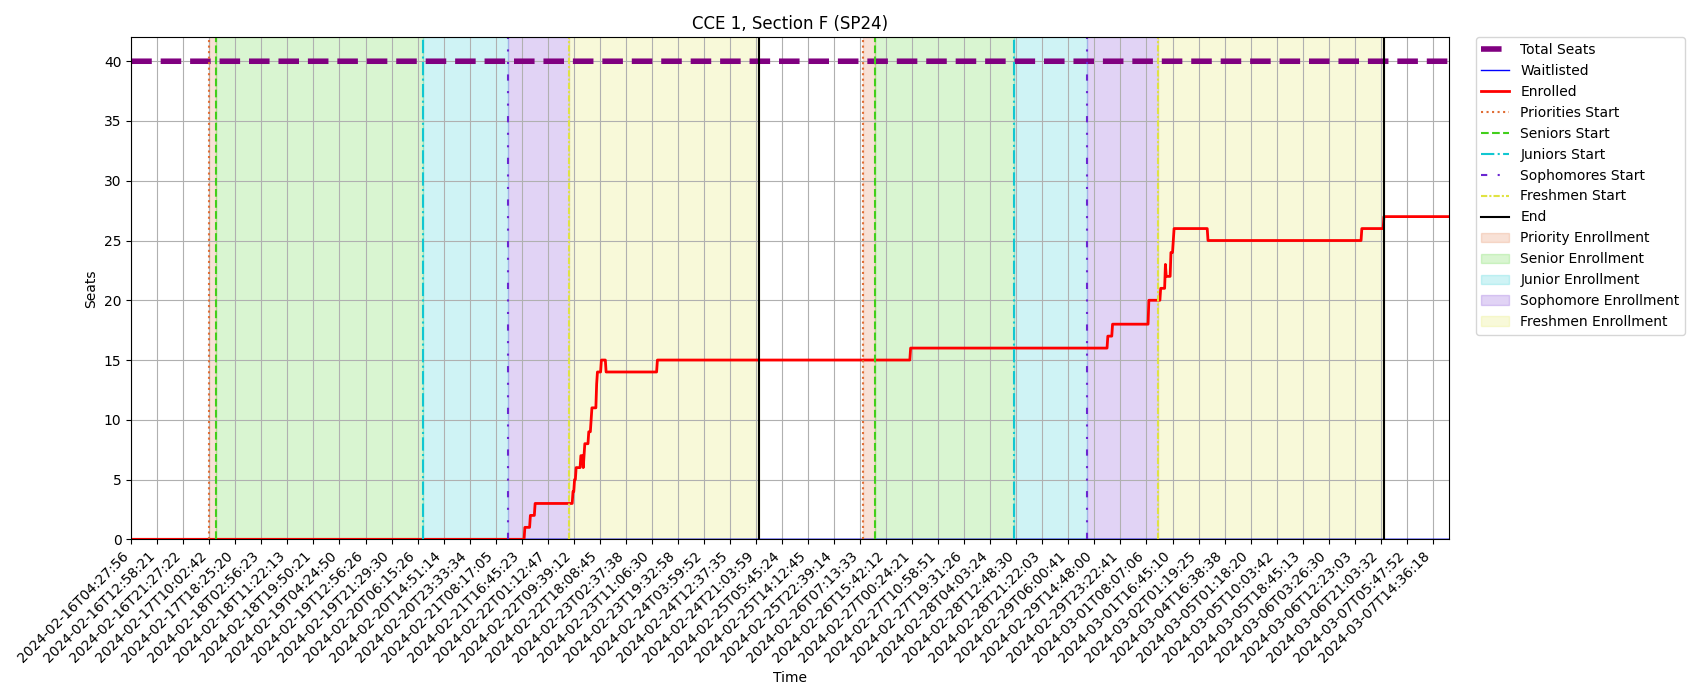 CCE 1, Section F (SP24)
Seats
40
35
30
25
20
15
10
5
0
2024-02-16T04:27:56
2024-02-16T12:58:21
2024-02-16T21:27:22
2024-02-17T10:02:42
2024-02-17T18:25:20
2024-02-18T02:56:23
2024-02-18T11:22:13
2024-02-18T19:50:21
2024-02-19T04:24:50
2024-02-19T12:56:26
2024-02-19T21:29:30
2024-02-20T06:15:26
2024-02-20T14:51:14
2024-02-20T23:33:34
2024-02-21T08:17:05
2024-02-21T16:45:23
2024-02-22T01:12:47
2024-02-22T09:39:12
2024-02-22T18:08:45
2024-02-23T02:37:38
2024-02-23T11:06:30
2024-02-23T19:32:58
2024-02-24T03:59:52
2024-02-24T12:37:35
2024-02-24T21:03:59
2024-02-25T05:45:24
2024-02-25T14:12:45
2024-02-25T22:39:14
2024-02-26T07:13:33
2024-02-26T15:42:12
2024-02-27T00:24:21
2024-02-27T10:58:51
2024-02-27T19:31:26
2024-02-28T04:03:24
2024-02-28T12:48:30
2024-02-28T21:22:03
2024-02-29T06:00:41
2024-02-29T14:48:00
2024-02-29T23:22:41
2024-03-01T08:07:06
2024-03-01T16:45:10
2024-03-02T01:19:25
2024-03-04T16:38:38
2024-03-05T01:18:20
2024-03-05T10:03:42
2024-03-05T18:45:13
2024-03-06T03:26:30
2024-03-06T12:23:03
2024-03-06T21:03:32
2024-03-07T05:47:52
2024-03-07T14:36:18
Time
Total Seats
Waitlisted
Enrolled
Priorities Start
Seniors Start
Juniors Start
Sophomores Start
Freshmen Start
End
Priority Enrollment
Senior Enrollment
Junior Enrollment
Sophomore Enrollment
Freshmen Enrollment